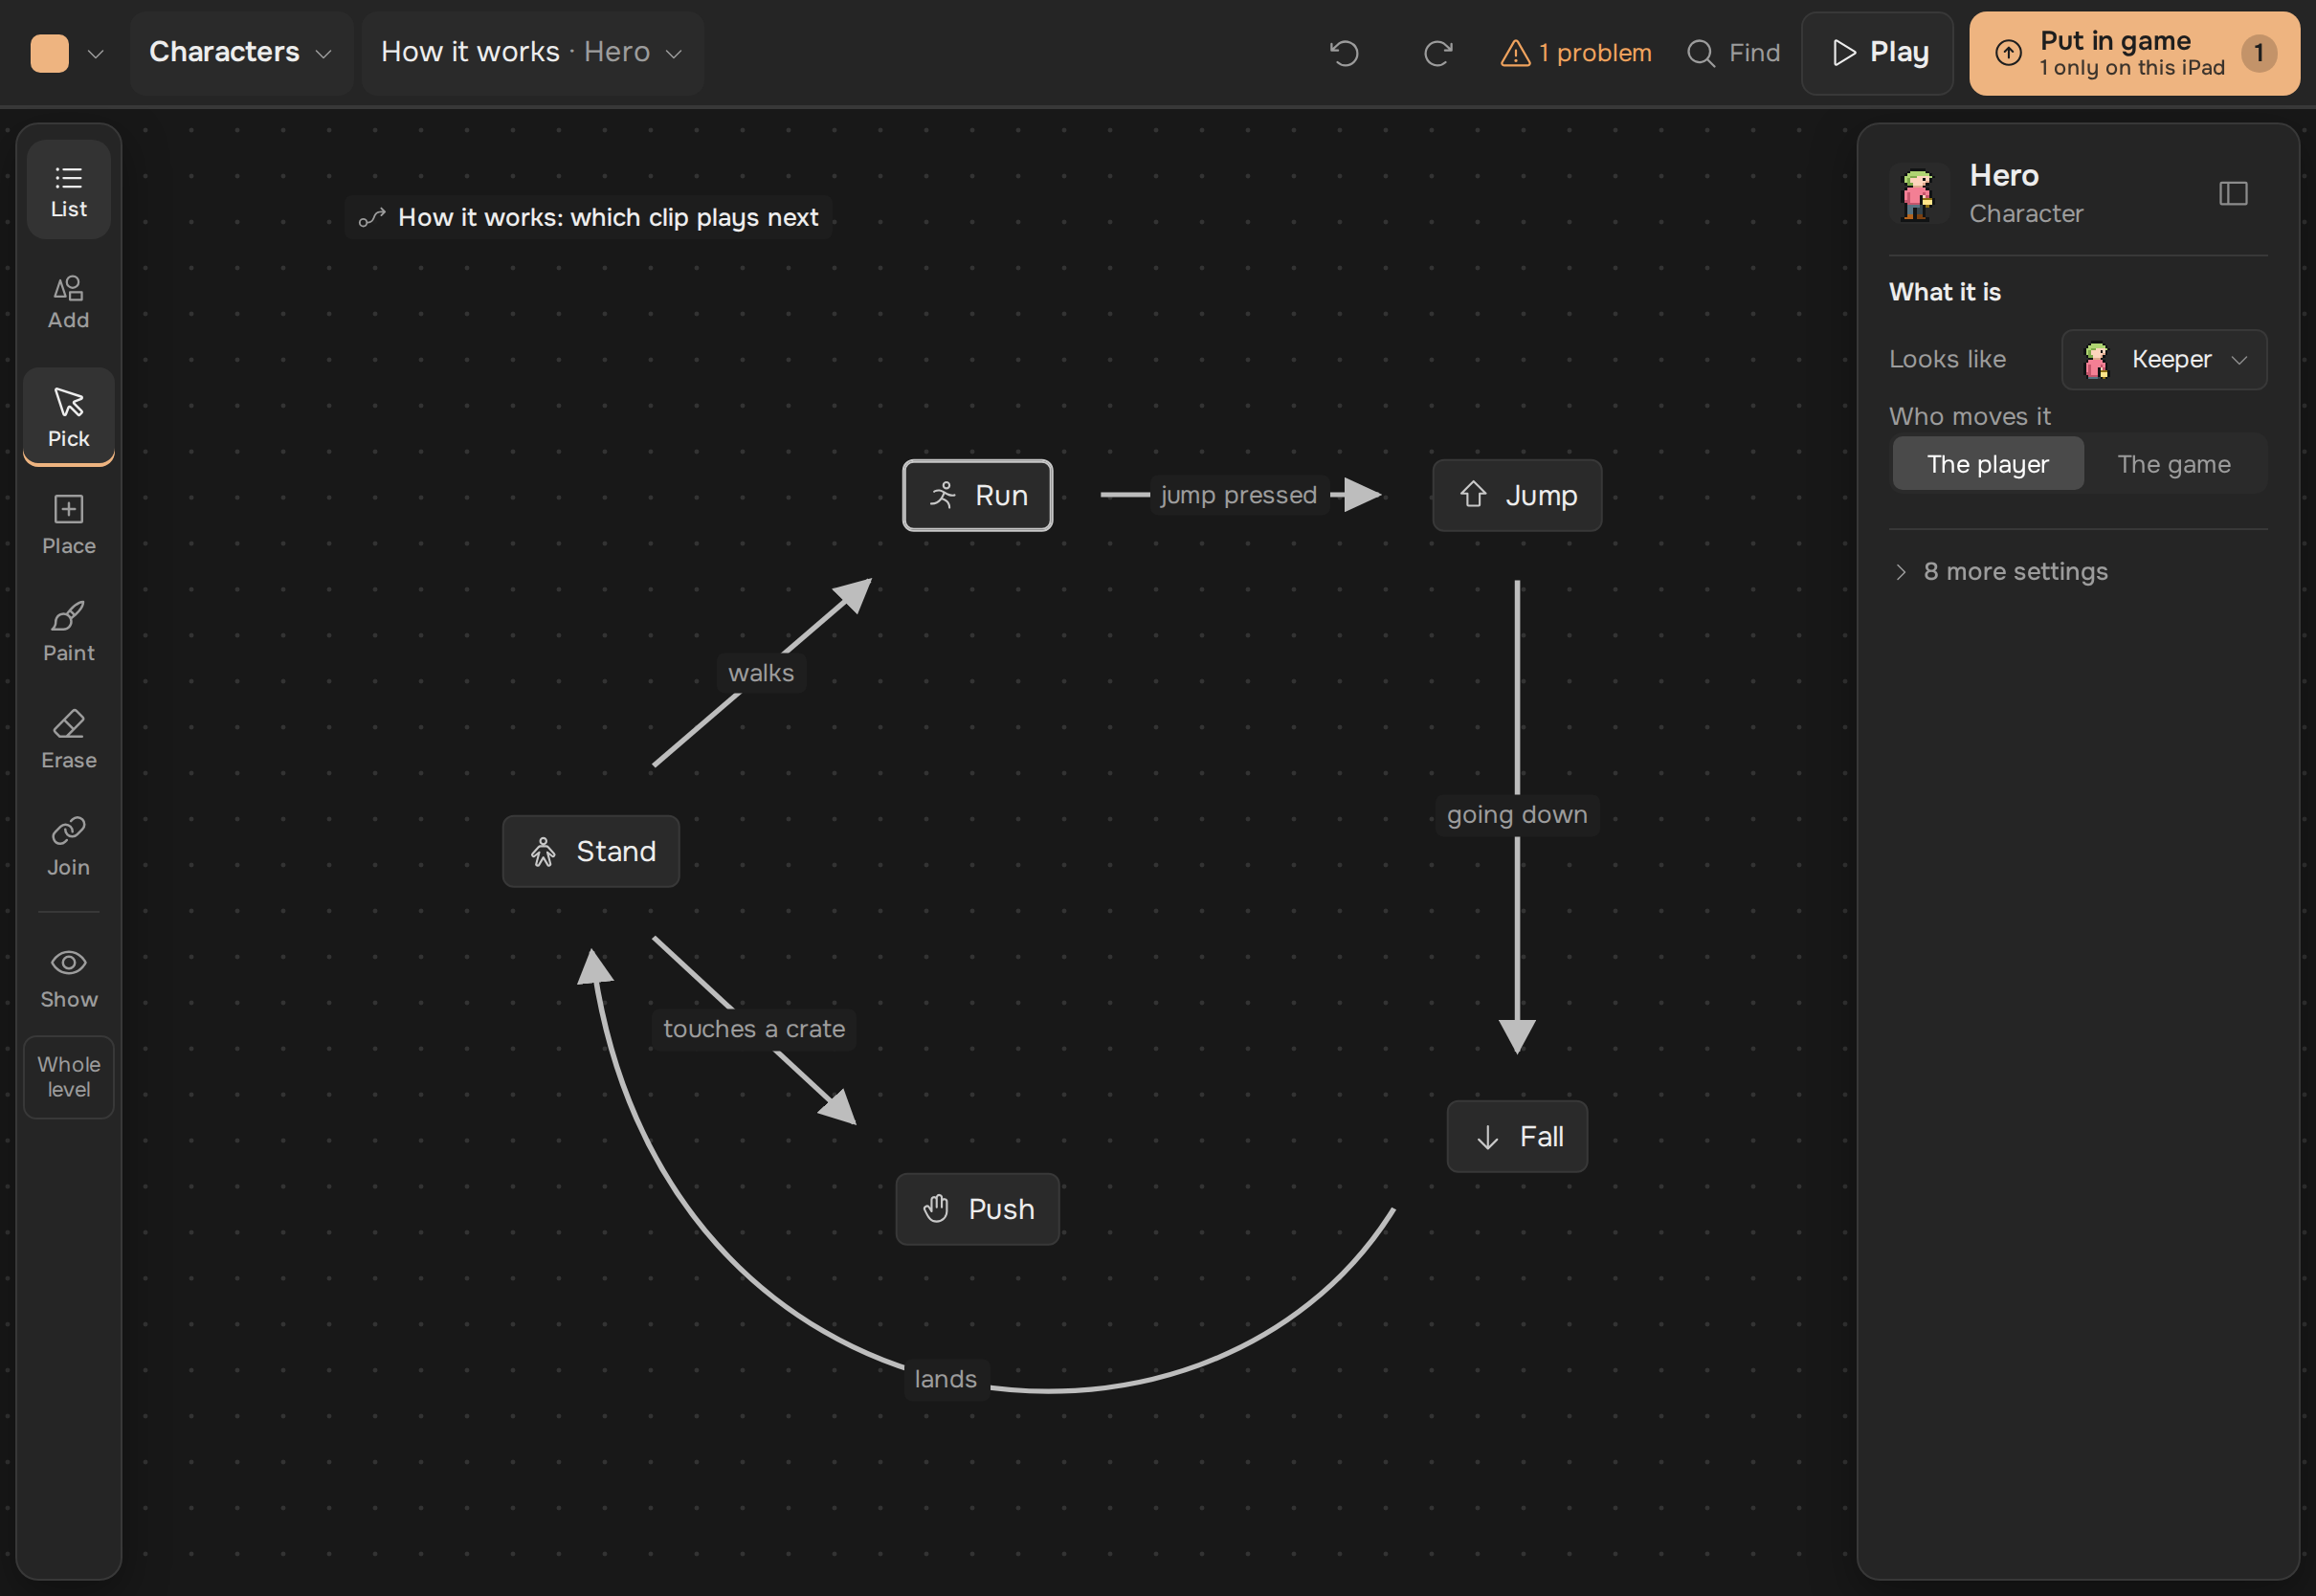 Characters
How it works · Hero
1 problem
Find
Play
Put in game
1 only on this iPad
1
List
Add
Pick
Place
Paint
Erase
Join
Show
Whole
level
How it works: which clip plays next
Run
jump pressed
Jump
walks
going down
Stand
touches a crate
Fall
Push
lands
Hero
Character
What it is
Looks like
Keeper
Who moves it
The player
The game
8 more settings